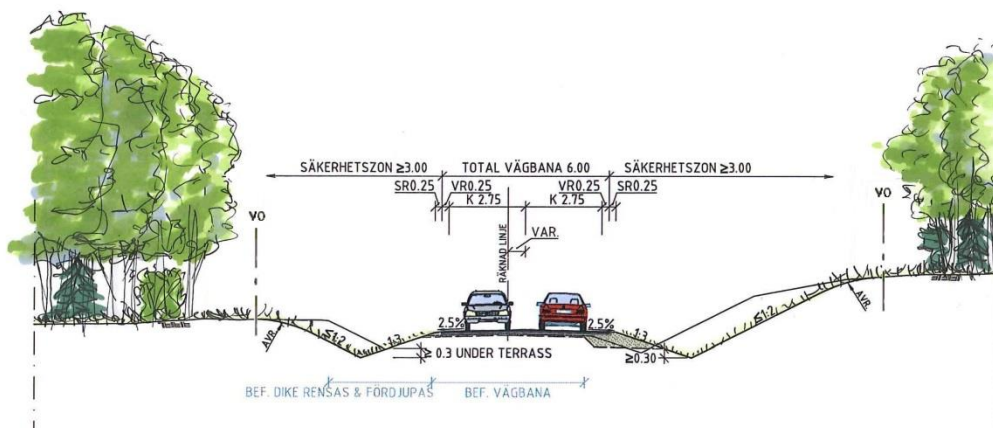 SÄKERHETSZON ≥3.00 TOTAL VÄGBANA 6.00 SÄKERHETSZON ≥3.00
SR0.25 VR0.25 VR0.25 SR0.25
K 2.75 K 2.75
VO VO
RÄKNAD LINJE
VAR.
AVR. ≤1:2 1:3 2.5% 2.5% 1:3 ≤1:2 AVR.
≥ 0.3 UNDER TERRASS ≥0.30
BEF. DIKE RENSAS & FÖRDJUPAS BEF. VÄGBANA